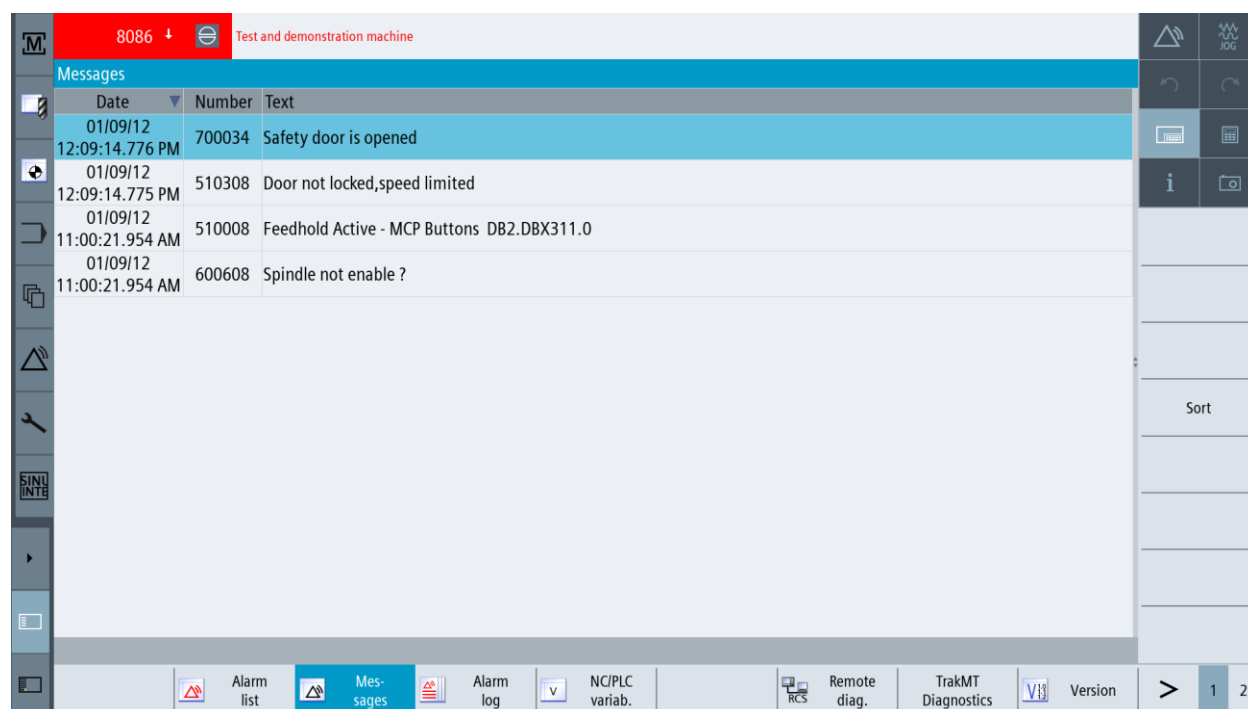 M
8086
Test and demonstration machine
JOG
Messages
Date Number Text
01/09/12
12:09:14.776 PM
700034 Safety door is opened
01/09/12
12:09:14.775 PM
510308 Door not locked,speed limited
01/09/12
11:00:21.954 AM
510008 Feedhold Active - MCP Buttons DB2.DBX311.0
01/09/12
11:00:21.954 AM
600608 Spindle not enable ?
i
Sort
SINU
INTE
Alarm
list
Mes-
sages
Alarm
log
V
NC/PLC
variab.
RCS
Remote
diag.
TrakMT
Diagnostics
Version
>
1 2